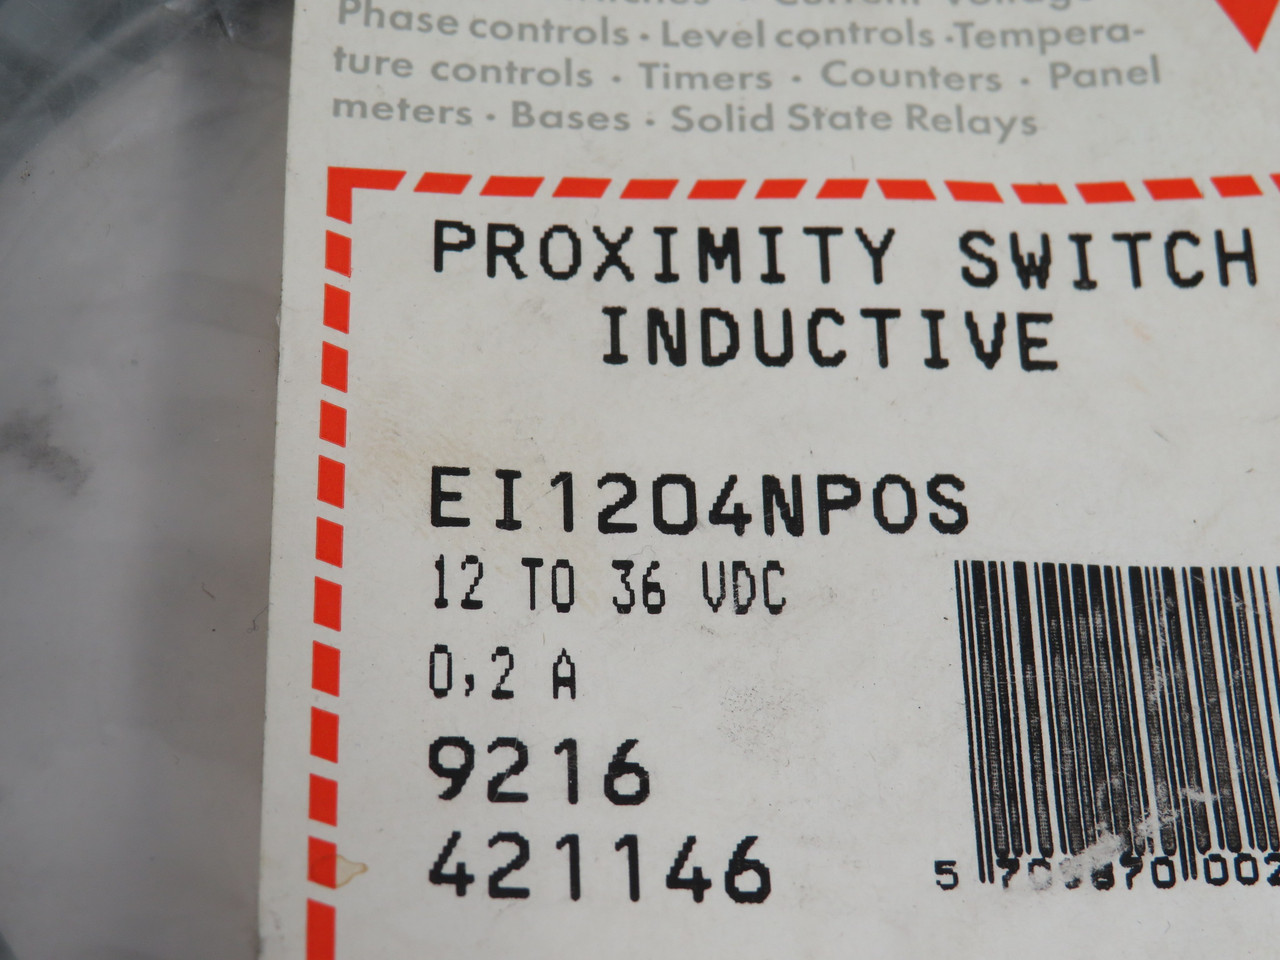 Phase controls · Level controls · Tempera-
ture controls · Timers · Counters · Panel
meters · Bases · Solid State Relays
PROXIMITY SWITCH
INDUCTIVE
EI1204NPOS
12 TO 36 VDC
0,2 A
9216
421146
5